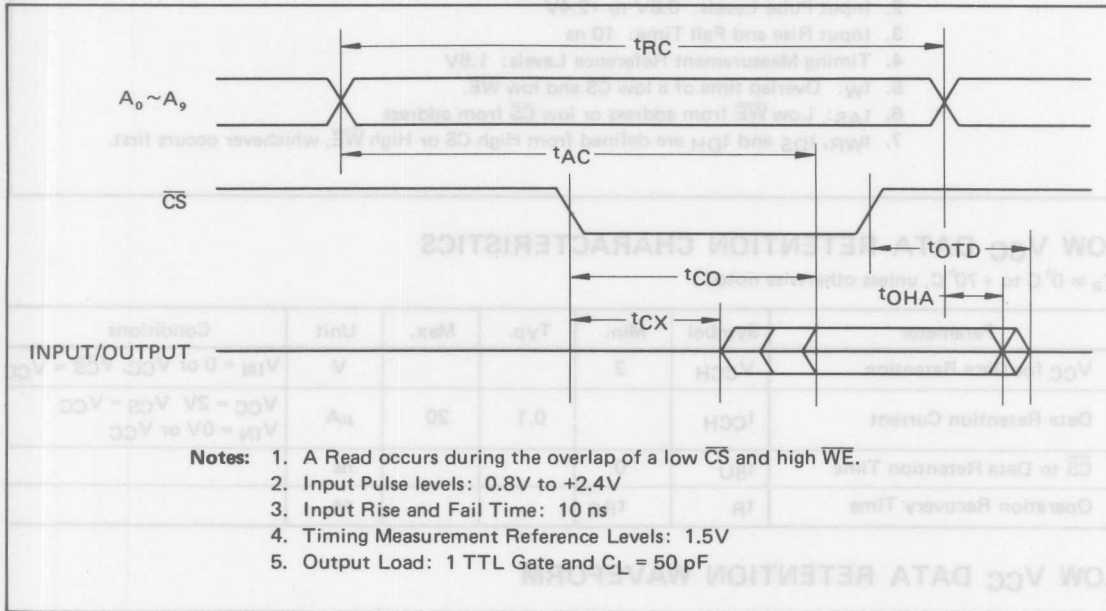 tRC
A₀~A₉
tAC
CS
tOTD
tCO
tOHA
tCX
INPUT/OUTPUT
Notes: 1. A Read occurs during the overlap of a low CS and high WE.
2. Input Pulse levels: 0.8V to +2.4V
3. Input Rise and Fail Time: 10 ns
4. Timing Measurement Reference Levels: 1.5V
5. Output Load: 1 TTL Gate and CL = 50 pF